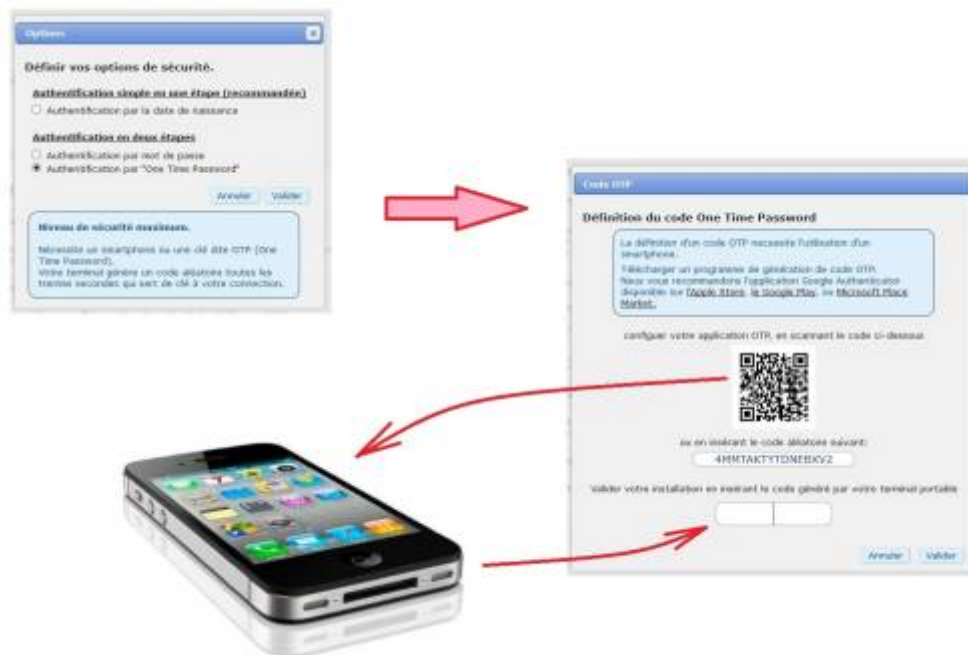 Options
Définir vos options de sécurité.
Authentification simple en une étape (recommandée)
Authentification par la date de naissance
Authentification en deux étapes
Authentification par mot de passe
Authentification par "One Time Password"
Annuler Valider
Niveau de sécurité maximum.
Nécessite un smartphone ou une clé dite OTP (One
Time Password).
Votre terminal génère un code aléatoire toutes les
trentes secondes qui sert de clé à votre connection.
Code OTP
Définition du code One Time Password
La définition d'un code OTP necessite l'utilisation d'un
smartphone.
Télécharger un programme de génération de code OTP.
Nous vous recommandons l'application Google Authenticator
disponible sur l'Apple Store, le Google Play, ou Microsoft Place
Market.
configuer votre application OTP, en scannant le code ci-dessous
ou en insérant le code aléatoire suivant:
4MMTAKTYTDNEBXV2
Valider votre installation en insérant le code généré par votre terminal portable
Annuler Valider